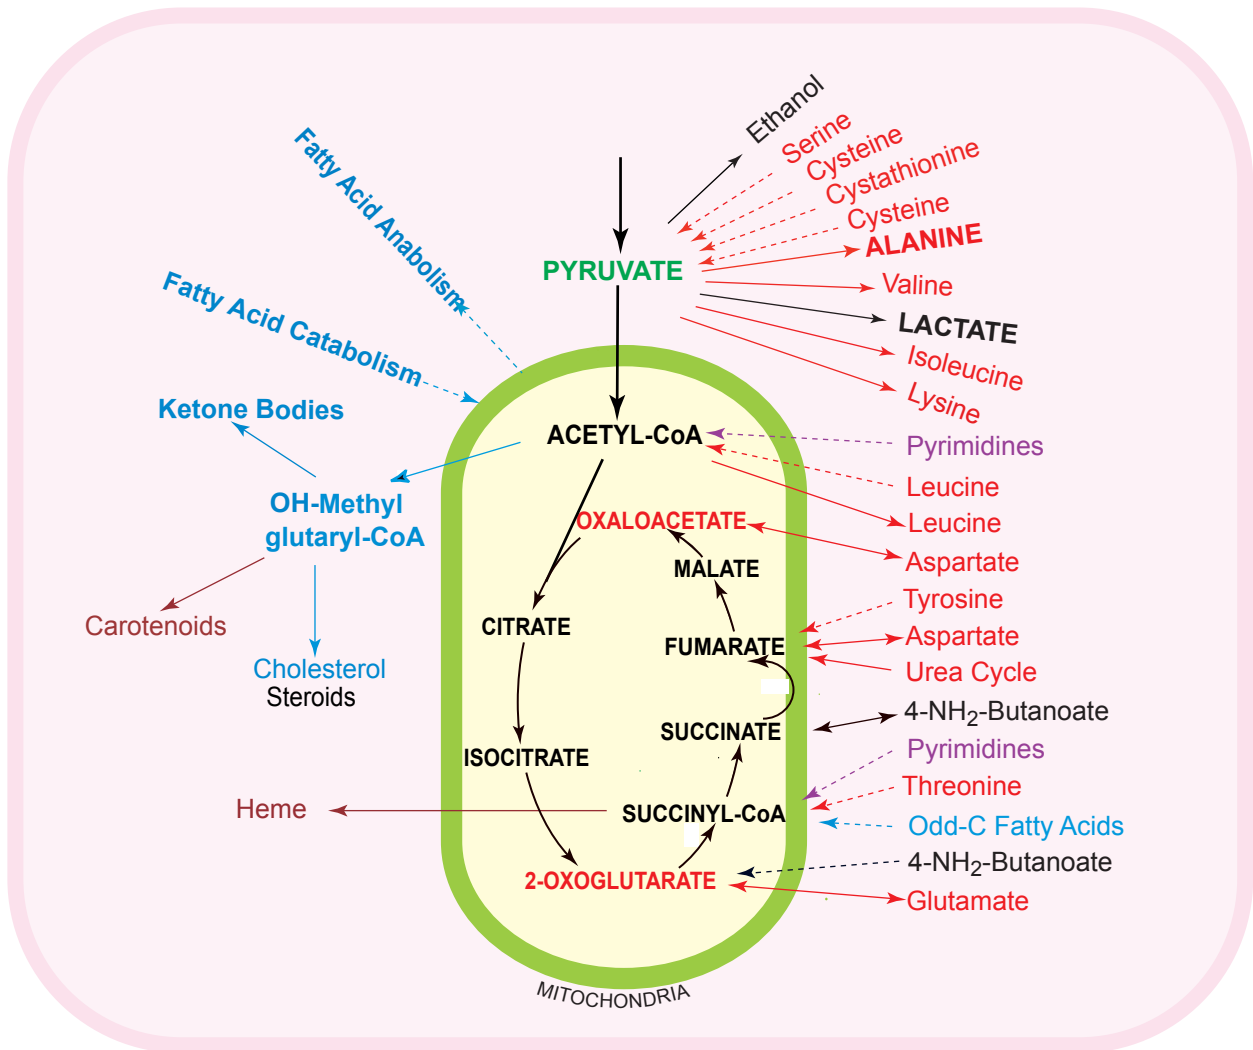 Ethanol
Serine
Cysteine
Cystathionine
Cysteine
ALANINE
Valine
LACTATE
Isoleucine
Lysine
PYRUVATE
Fatty Acid Anabolism
Fatty Acid Catabolism
Ketone Bodies
OH-Methyl
glutaryl-CoA
Carotenoids
Cholesterol
Steroids
Heme
ACETYL-CoA
OXALOACETATE
MALATE
CITRATE
FUMARATE
SUCCINATE
ISOCITRATE
SUCCINYL-CoA
2-OXOGLUTARATE
MITOCHONDRIA
Pyrimidines
Leucine
Leucine
Aspartate
Tyrosine
Aspartate
Urea Cycle
4-NH₂-Butanoate
Pyrimidines
Threonine
Odd-C Fatty Acids
4-NH₂-Butanoate
Glutamate